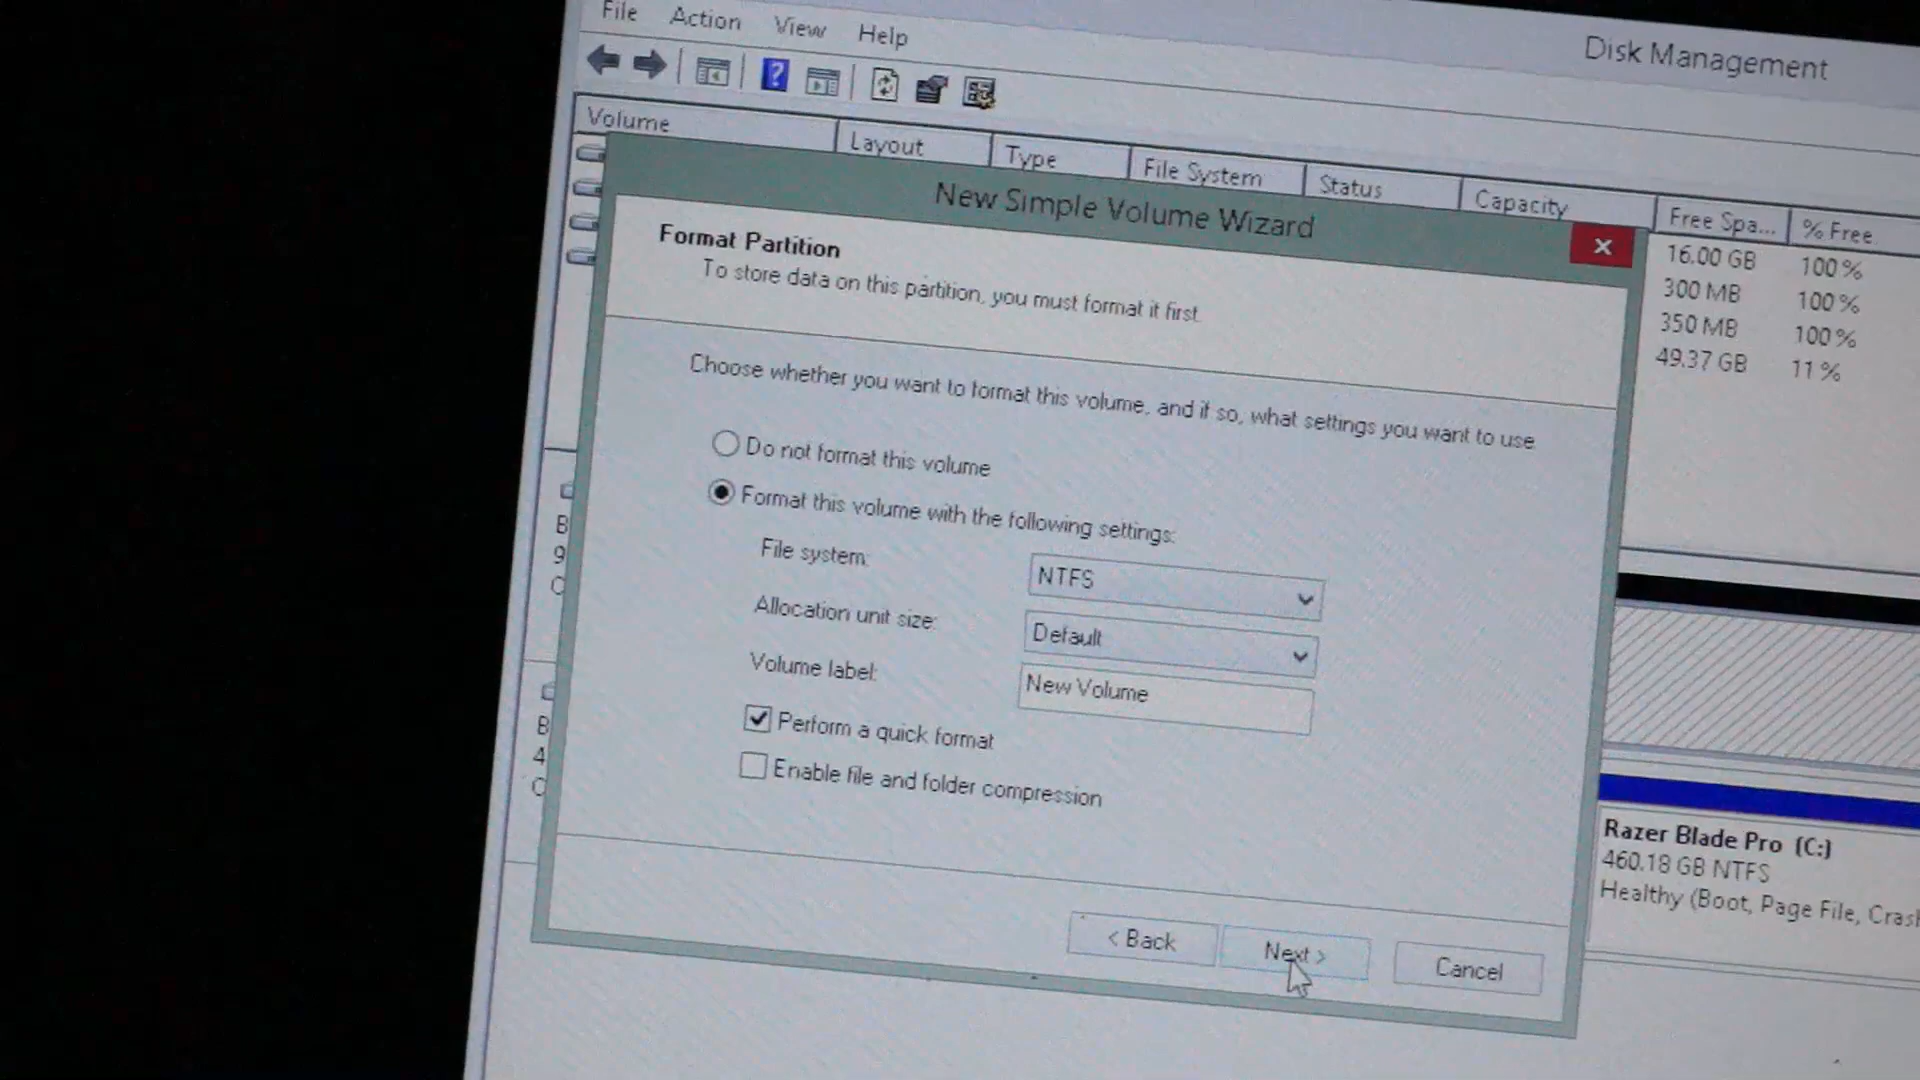 File Action View Help
Disk Management
Volume Layout Type File System Status Capacity Free Spa... % Free
16.00 GB 100 %
300 MB 100 %
350 MB 100 %
49.37 GB 11 %
New Simple Volume Wizard
Format Partition
To store data on this partition, you must format it first.
Choose whether you want to format this volume, and if so, what settings you want to use.
Do not format this volume
Format this volume with the following settings:
File system: NTFS
Allocation unit size: Default
Volume label: New Volume
Perform a quick format
Enable file and folder compression
< Back Next > Cancel
B
9
B
4
Razer Blade Pro (C:)
460.18 GB NTFS
Healthy (Boot, Page File, Crash